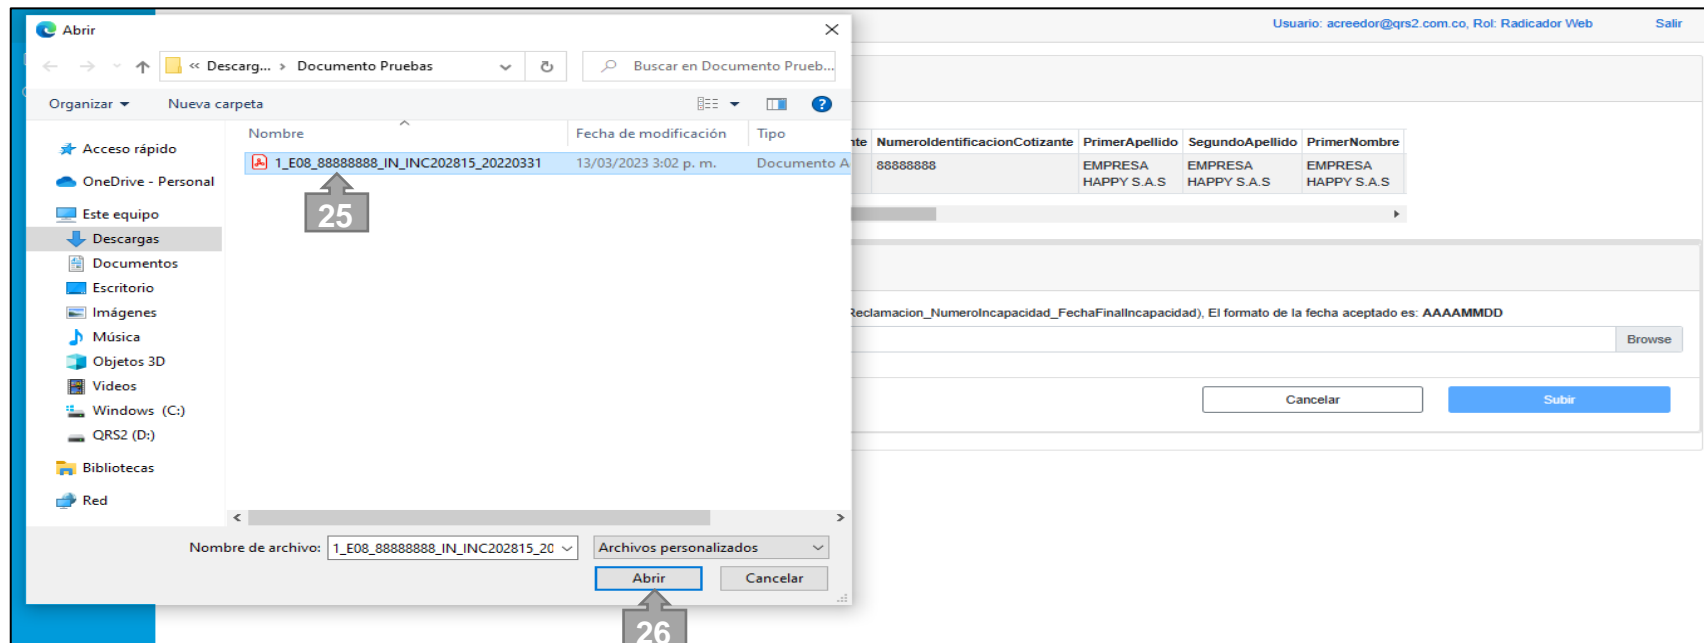 Abrir
Usuario: acreedor@qrs2.com.co, Rol: Radicador Web
Salir
« Descarg... › Documento Pruebas
Buscar en Documento Prueb...
Organizar
Nueva carpeta
Nombre
Fecha de modificación
Tipo
1_E08_88888888_IN_INC202815_20220331
13/03/2023 3:02 p. m.
Documento A
25
Acceso rápido
OneDrive - Personal
Este equipo
Descargas
Documentos
Escritorio
Imágenes
Música
Objetos 3D
Videos
Windows (C:)
QRS2 (D:)
Bibliotecas
Red
Nombre de archivo:
1_E08_88888888_IN_INC202815_20
Archivos personalizados
Abrir
Cancelar
26
nte NumeroIdentificacionCotizante PrimerApellido SegundoApellido PrimerNombre
88888888
EMPRESA HAPPY S.A.S
EMPRESA HAPPY S.A.S
EMPRESA HAPPY S.A.S
Reclamacion_NumeroIncapacidad_FechaFinalIncapacidad), El formato de la fecha aceptado es: AAAAMMDD
Browse
Cancelar
Subir